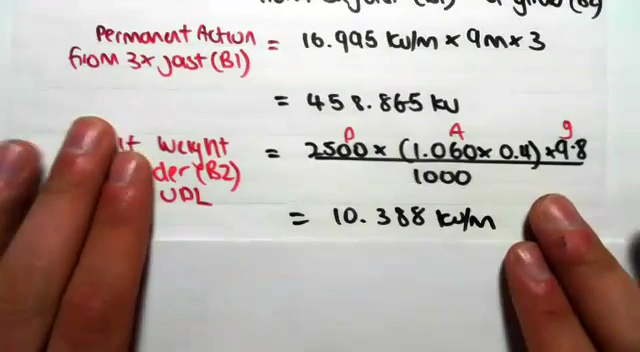 Permanent Action = 16.995 kN/m × 9m × 3
from 3x joist (B1)
= 458.865 kN
ρ A g
Weight = 2500 × (1.060 × 0.4) × 9.8
(B2) 1000
UDL
= 10.388 kN/m